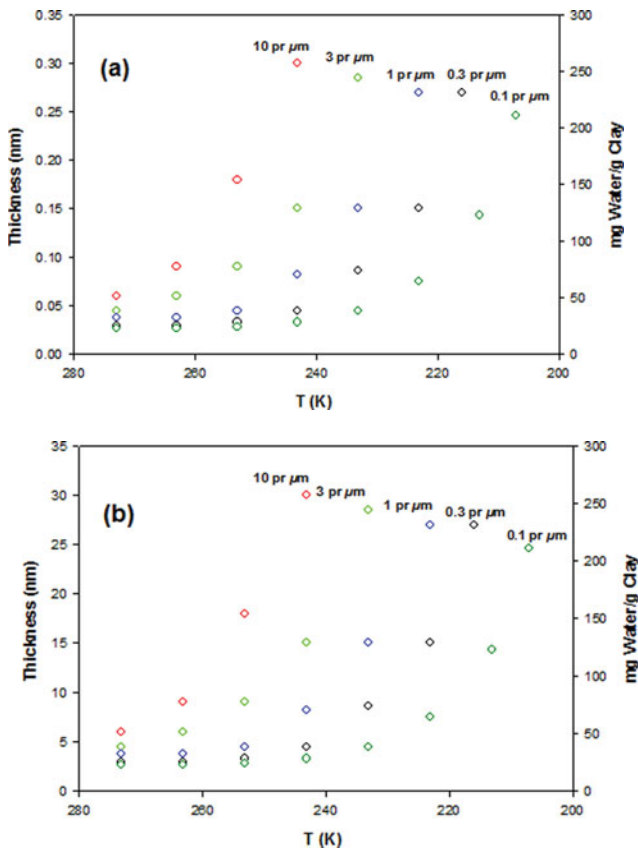 0.35
300
(a)
10 pr µm
3 pr µm
0.30
250
1 pr µm
0.3 pr µm
0.25
0.1 pr µm
200
0.20
Thickness (nm)
mg Water/g Clay
150
0.15
100
0.10
0.05
50
0.00
0
280
260
240
220
200
T (K)
35
300
10 pr µm
30
3 pr µm
1 pr µm
0.3 pr µm
250
(b)
0.1 pr µm
25
200
20
Thickness (nm)
mg Water/g Clay
150
15
100
10
50
5
0
0
280
260
240
220
200
T (K)